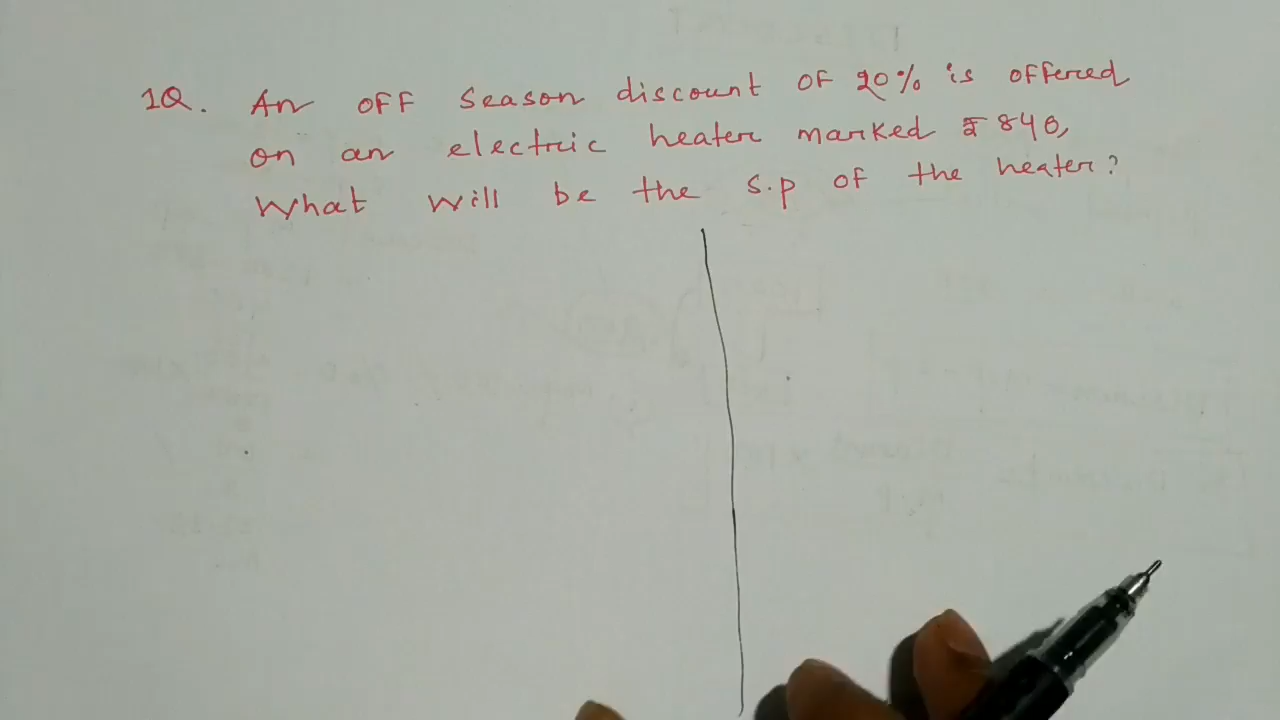 1Q. An OFF Season discount of 20% is offered
on an electric heater marked ₹ 840,
What will be the S.P of the heater?